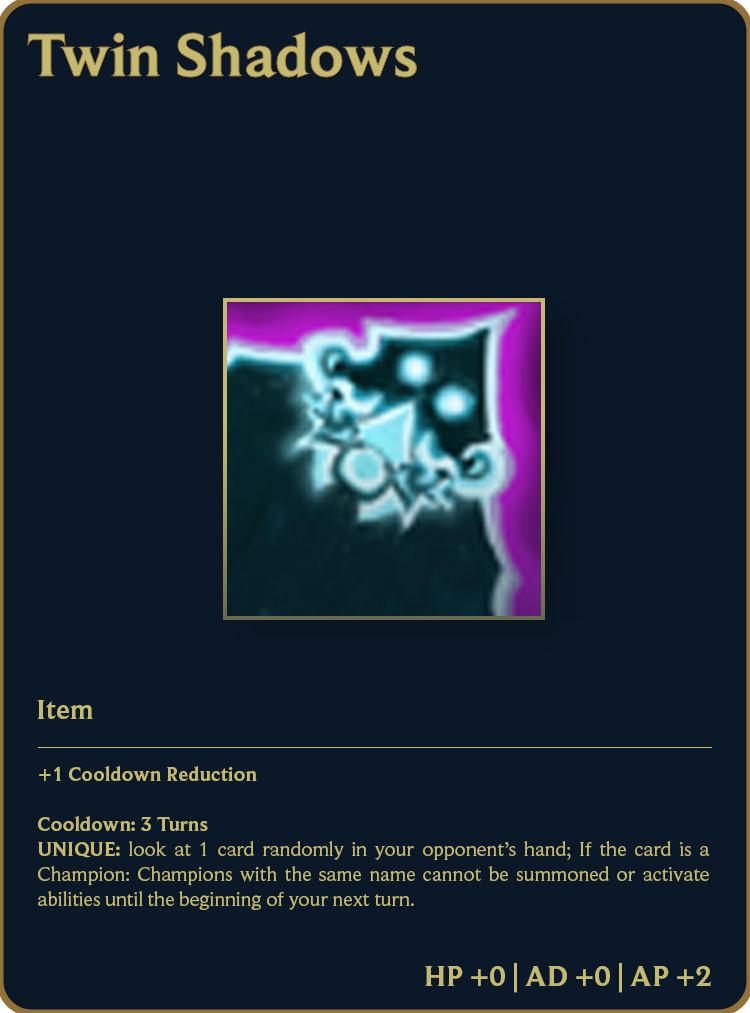 Twin Shadows
Item
+1 Cooldown Reduction
Cooldown: 3 Turns
UNIQUE: look at 1 card randomly in your opponent's hand; If the card is a
Champion: Champions with the same name cannot be summoned or activate
abilities until the beginning of your next turn.
HP +0 | AD +0 | AP +2